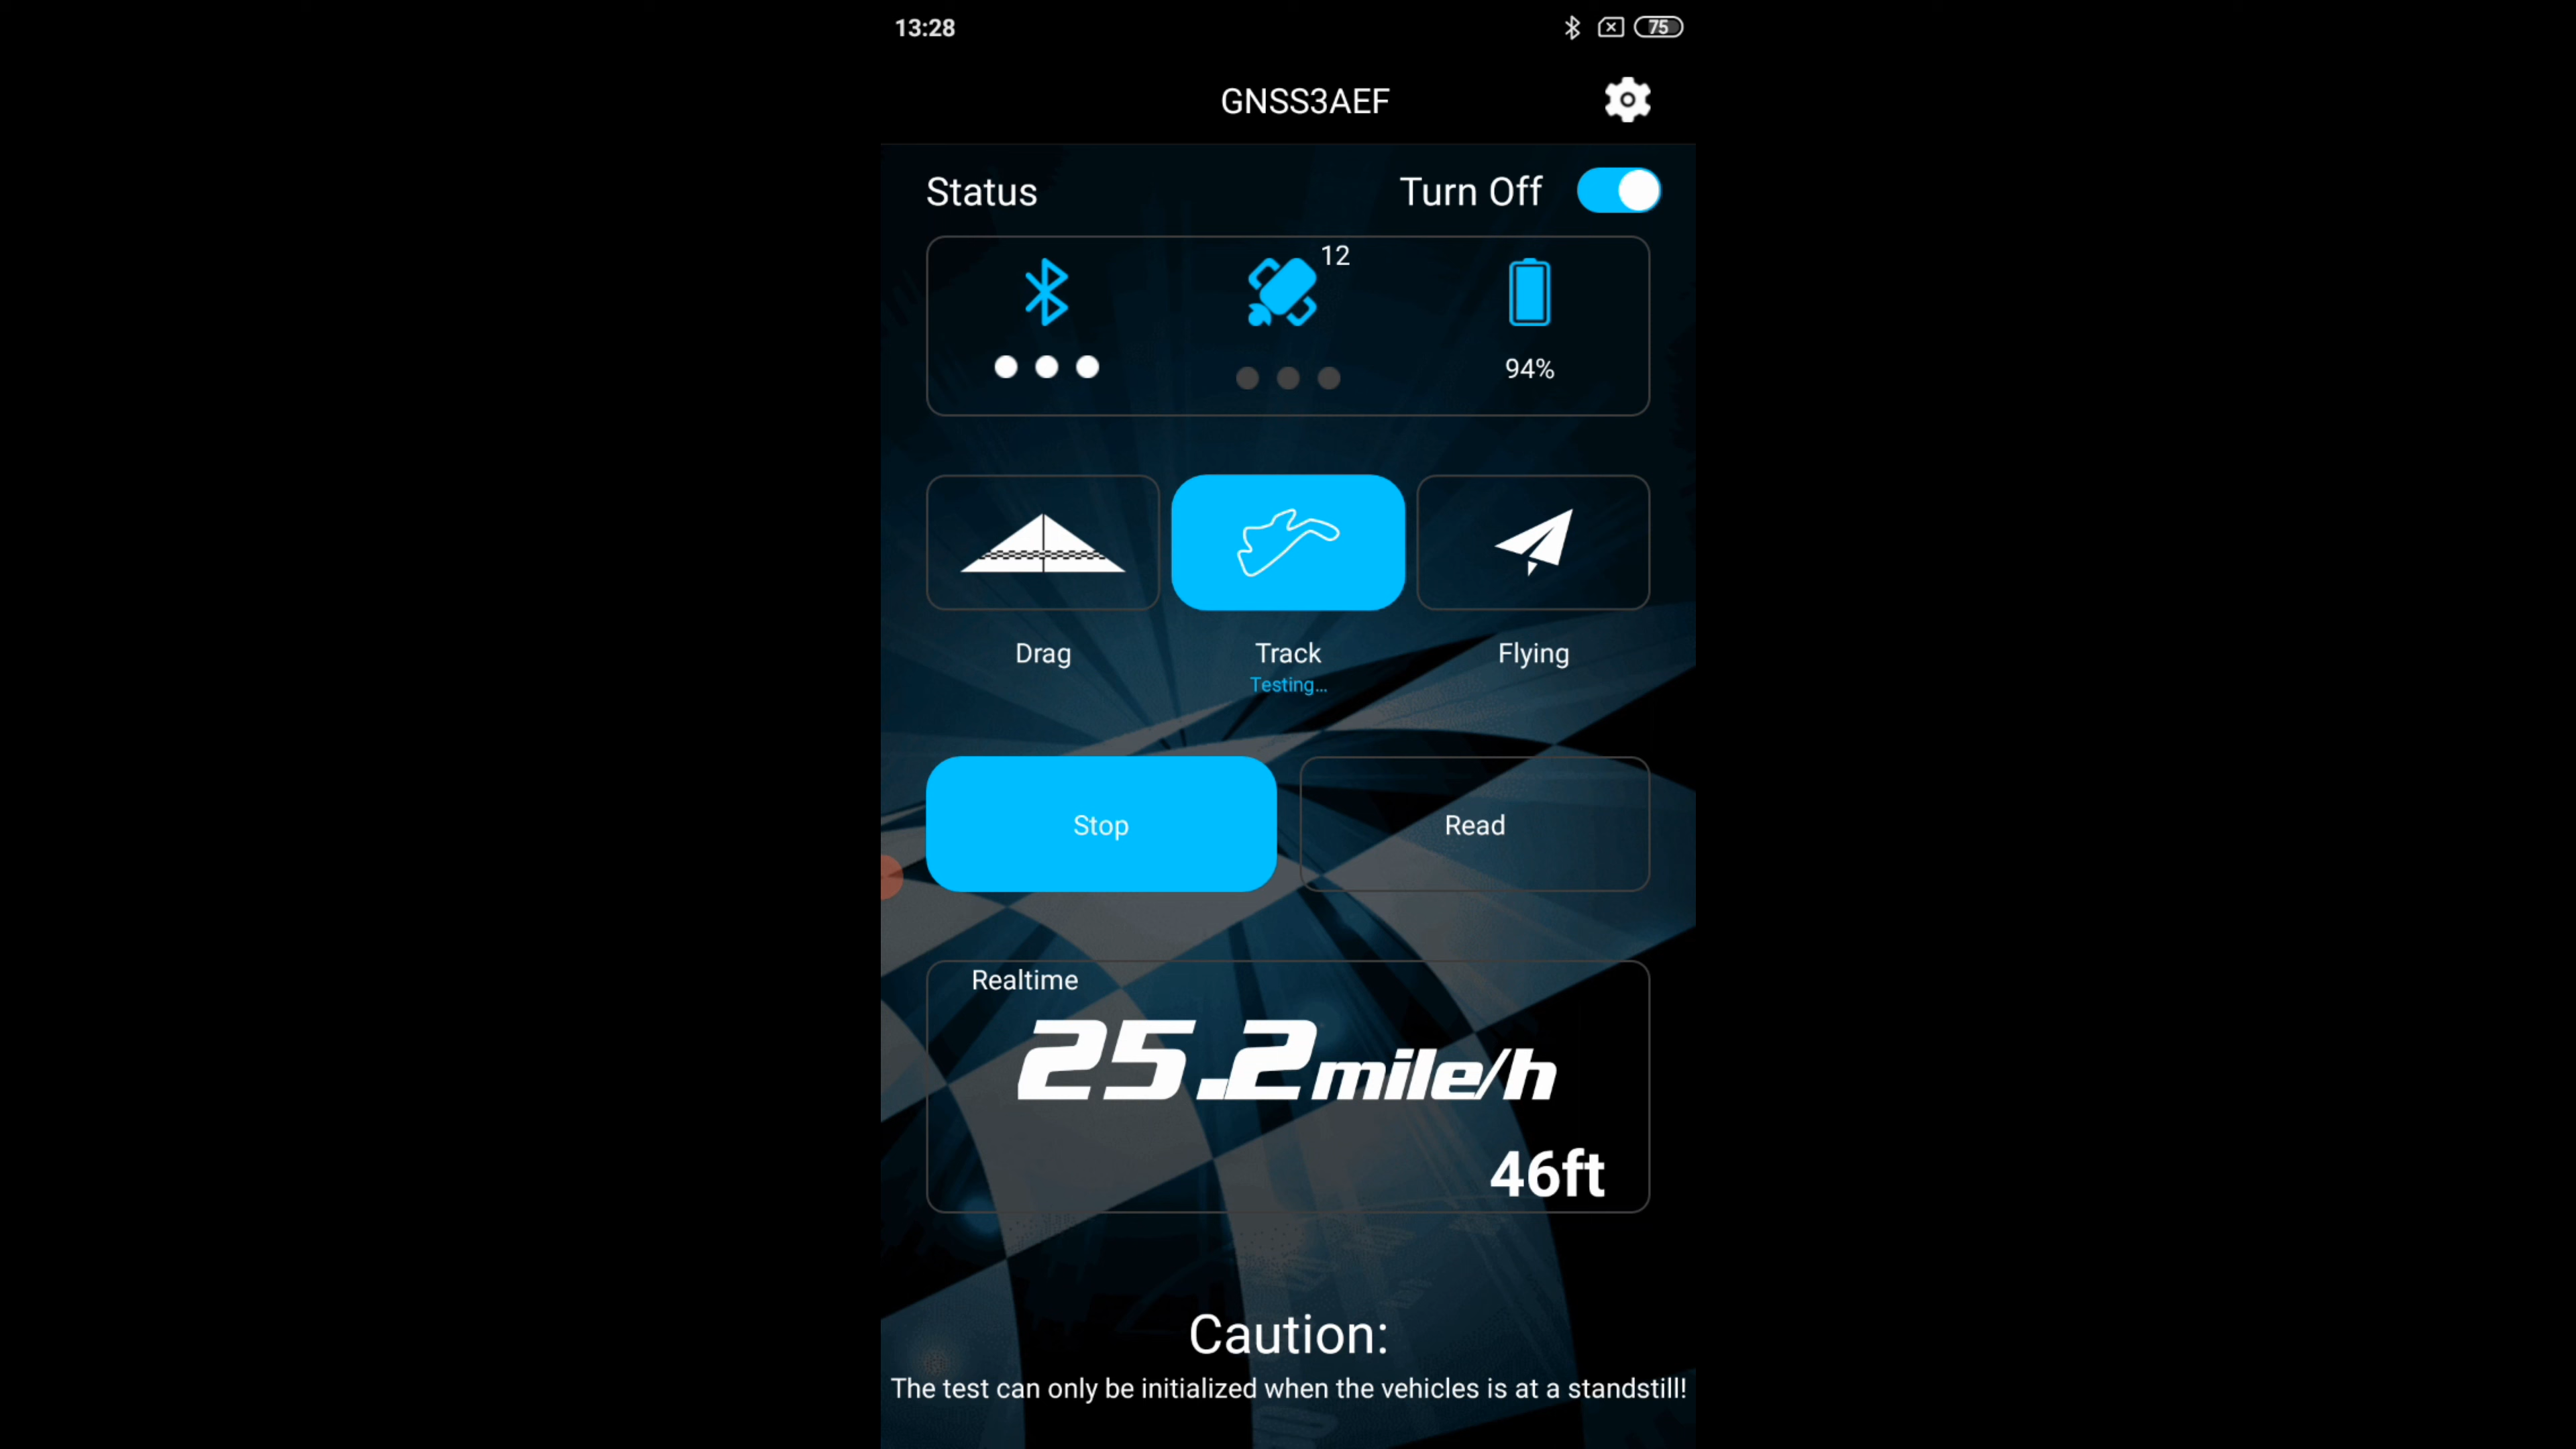 13:28
75
GNSS3AEF
Status
Turn Off
12
94%
Drag
Track
Flying
Testing...
Stop
Read
Realtime
25.2mile/h
46ft
Caution:
The test can only be initialized when the vehicles is at a standstill!